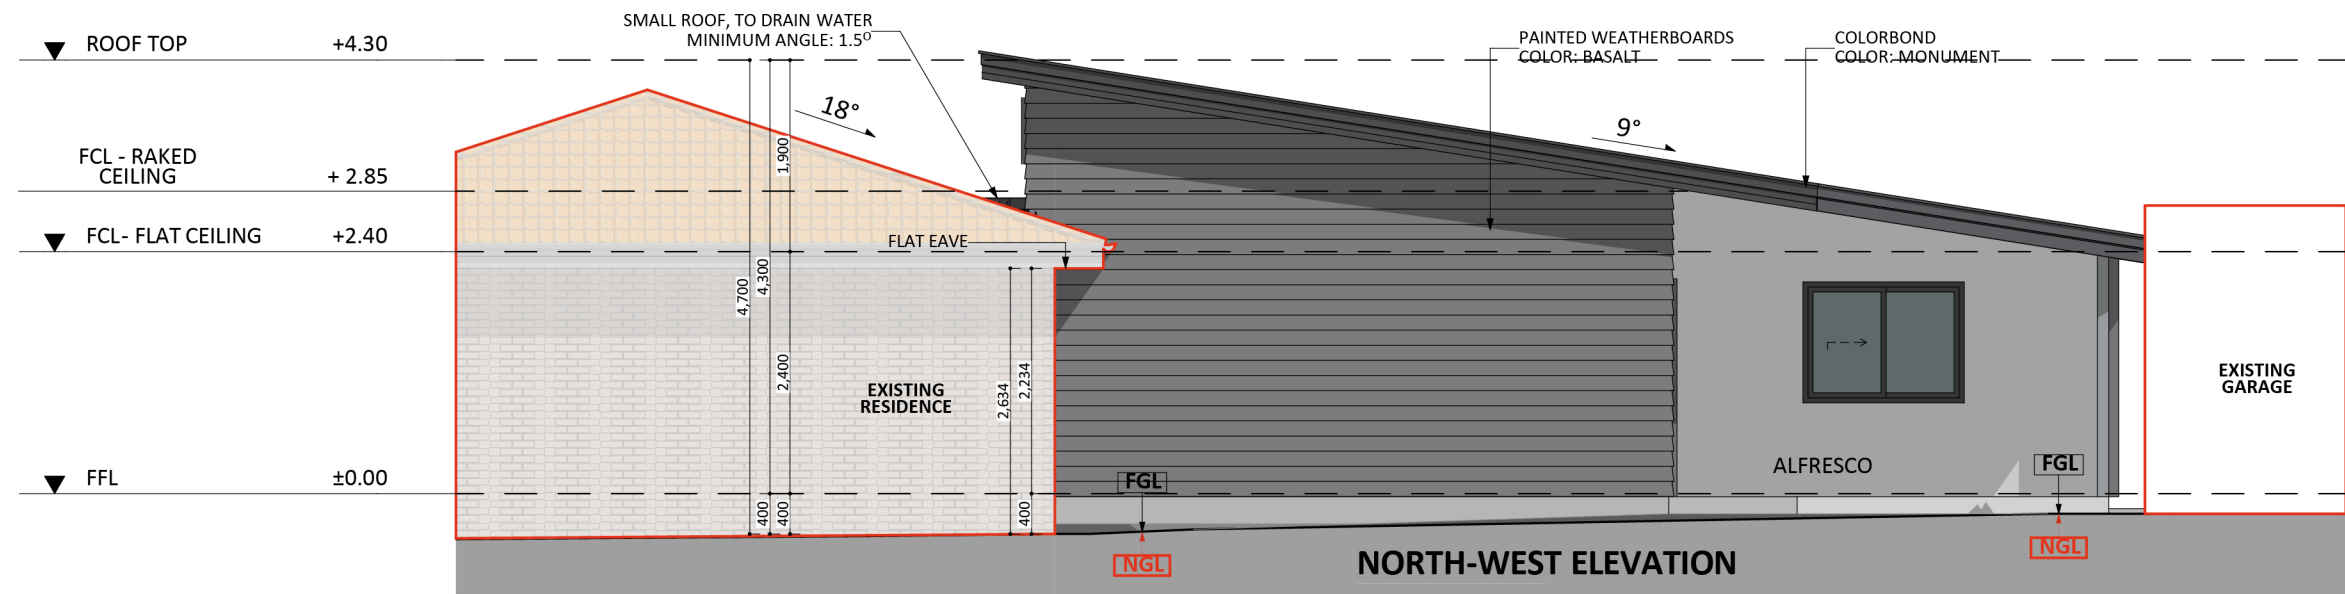 SMALL ROOF, TO DRAIN WATER
MINIMUM ANGLE: 1.5°
PAINTED WEATHERBOARDS
COLOR: BASALT
COLORBOND
COLOR: MONUMENT
ROOF TOP +4.30
18°
9°
FCL - RAKED
CEILING + 2.85
1,900
FCL- FLAT CEILING +2.40
FLAT EAVE
4,700
4,300
2,400
2,634
2,234
EXISTING
RESIDENCE
EXISTING
GARAGE
ALFRESCO
FFL ±0.00
FGL
FGL
400
400
400
NGL
NGL
NORTH-WEST ELEVATION